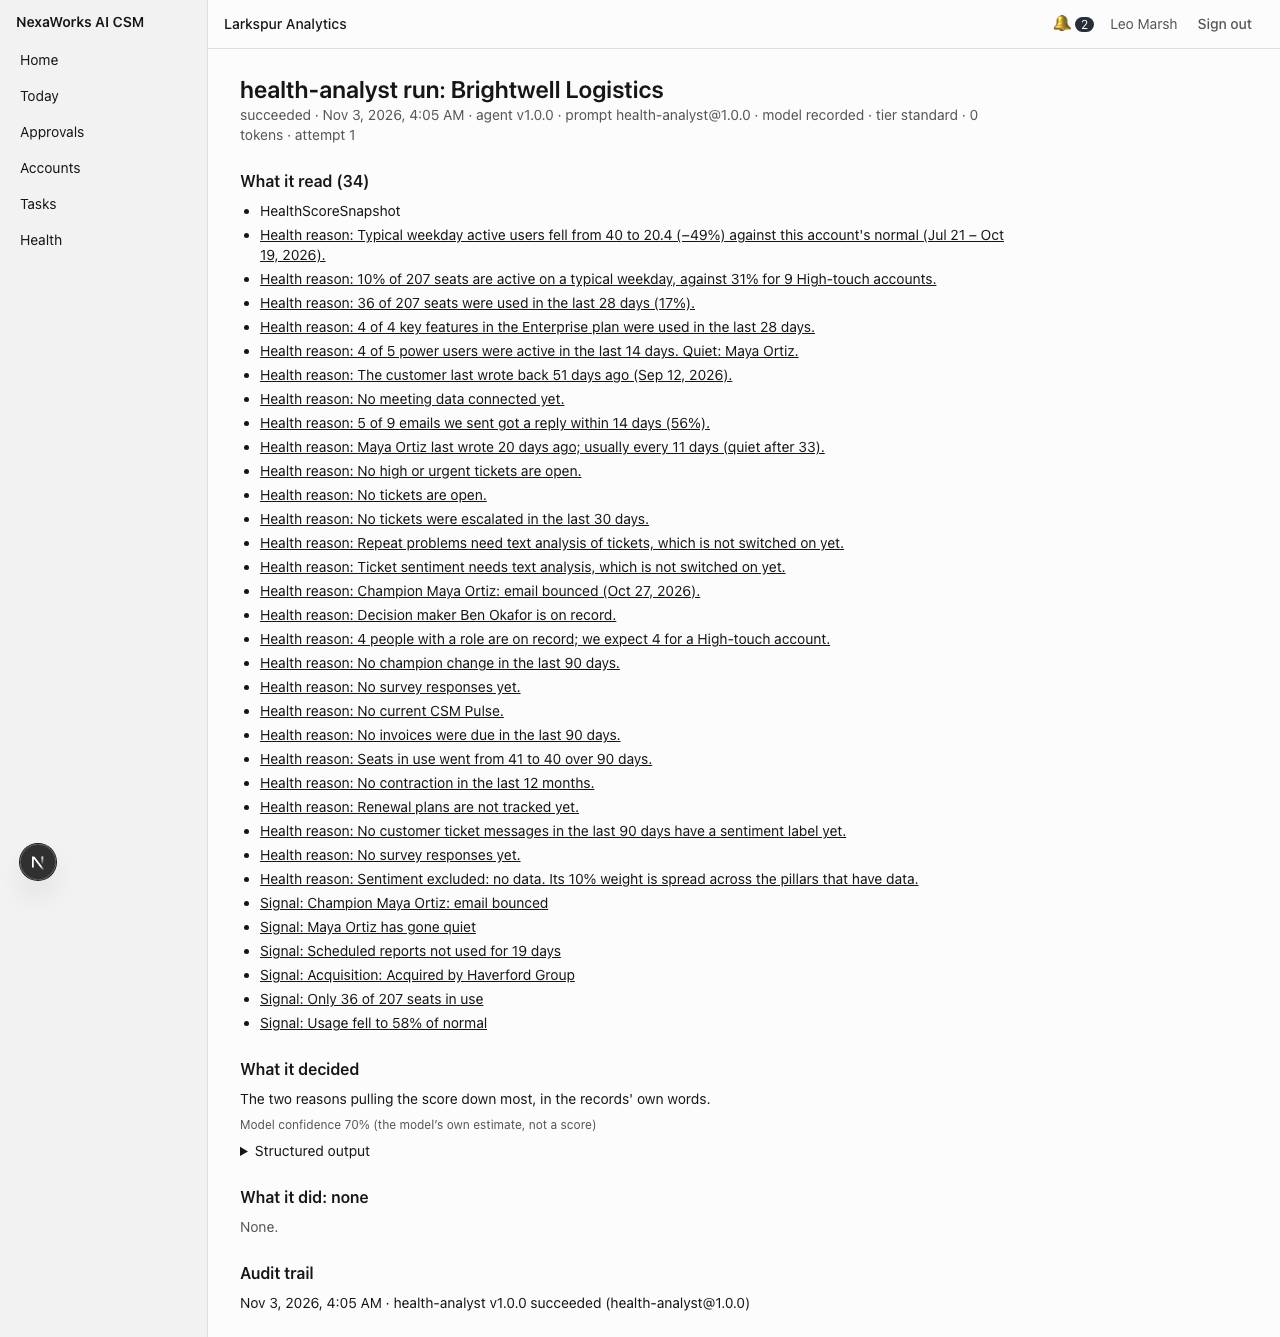 NexaWorks AI CSM
Home
Today
Approvals
Accounts
Tasks
Health
Larkspur Analytics
2
Leo Marsh
Sign out
health-analyst run: Brightwell Logistics
succeeded · Nov 3, 2026, 4:05 AM · agent v1.0.0 · prompt health-analyst@1.0.0 · model recorded · tier standard · 0
tokens · attempt 1
What it read (34)
HealthScoreSnapshot
Health reason: Typical weekday active users fell from 40 to 20.4 (−49%) against this account's normal (Jul 21 – Oct
19, 2026).
Health reason: 10% of 207 seats are active on a typical weekday, against 31% for 9 High-touch accounts.
Health reason: 36 of 207 seats were used in the last 28 days (17%).
Health reason: 4 of 4 key features in the Enterprise plan were used in the last 28 days.
Health reason: 4 of 5 power users were active in the last 14 days. Quiet: Maya Ortiz.
Health reason: The customer last wrote back 51 days ago (Sep 12, 2026).
Health reason: No meeting data connected yet.
Health reason: 5 of 9 emails we sent got a reply within 14 days (56%).
Health reason: Maya Ortiz last wrote 20 days ago; usually every 11 days (quiet after 33).
Health reason: No high or urgent tickets are open.
Health reason: No tickets are open.
Health reason: No tickets were escalated in the last 30 days.
Health reason: Repeat problems need text analysis of tickets, which is not switched on yet.
Health reason: Ticket sentiment needs text analysis, which is not switched on yet.
Health reason: Champion Maya Ortiz: email bounced (Oct 27, 2026).
Health reason: Decision maker Ben Okafor is on record.
Health reason: 4 people with a role are on record; we expect 4 for a High-touch account.
Health reason: No champion change in the last 90 days.
Health reason: No survey responses yet.
Health reason: No current CSM Pulse.
Health reason: No invoices were due in the last 90 days.
Health reason: Seats in use went from 41 to 40 over 90 days.
Health reason: No contraction in the last 12 months.
Health reason: Renewal plans are not tracked yet.
Health reason: No customer ticket messages in the last 90 days have a sentiment label yet.
Health reason: No survey responses yet.
Health reason: Sentiment excluded: no data. Its 10% weight is spread across the pillars that have data.
Signal: Champion Maya Ortiz: email bounced
Signal: Maya Ortiz has gone quiet
Signal: Scheduled reports not used for 19 days
Signal: Acquisition: Acquired by Haverford Group
Signal: Only 36 of 207 seats in use
Signal: Usage fell to 58% of normal
What it decided
The two reasons pulling the score down most, in the records' own words.
Model confidence 70% (the model's own estimate, not a score)
Structured output
What it did: none
None.
Audit trail
Nov 3, 2026, 4:05 AM · health-analyst v1.0.0 succeeded (health-analyst@1.0.0)
N